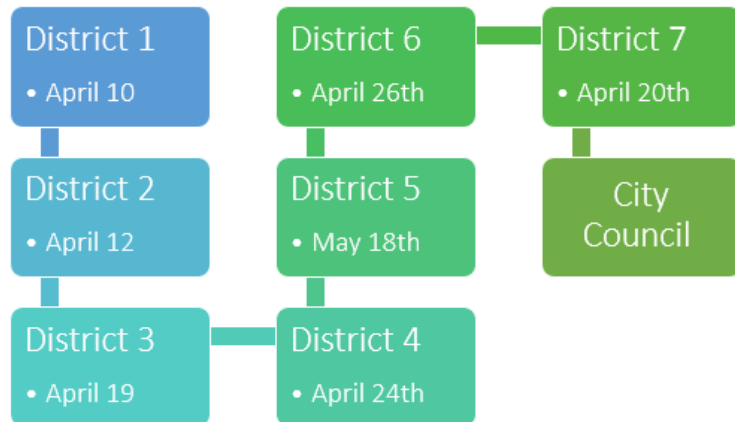 District 1
• April 10
District 2
• April 12
District 3
• April 19
District 4
• April 24th
District 5
• May 18th
District 6
• April 26th
District 7
• April 20th
City
Council